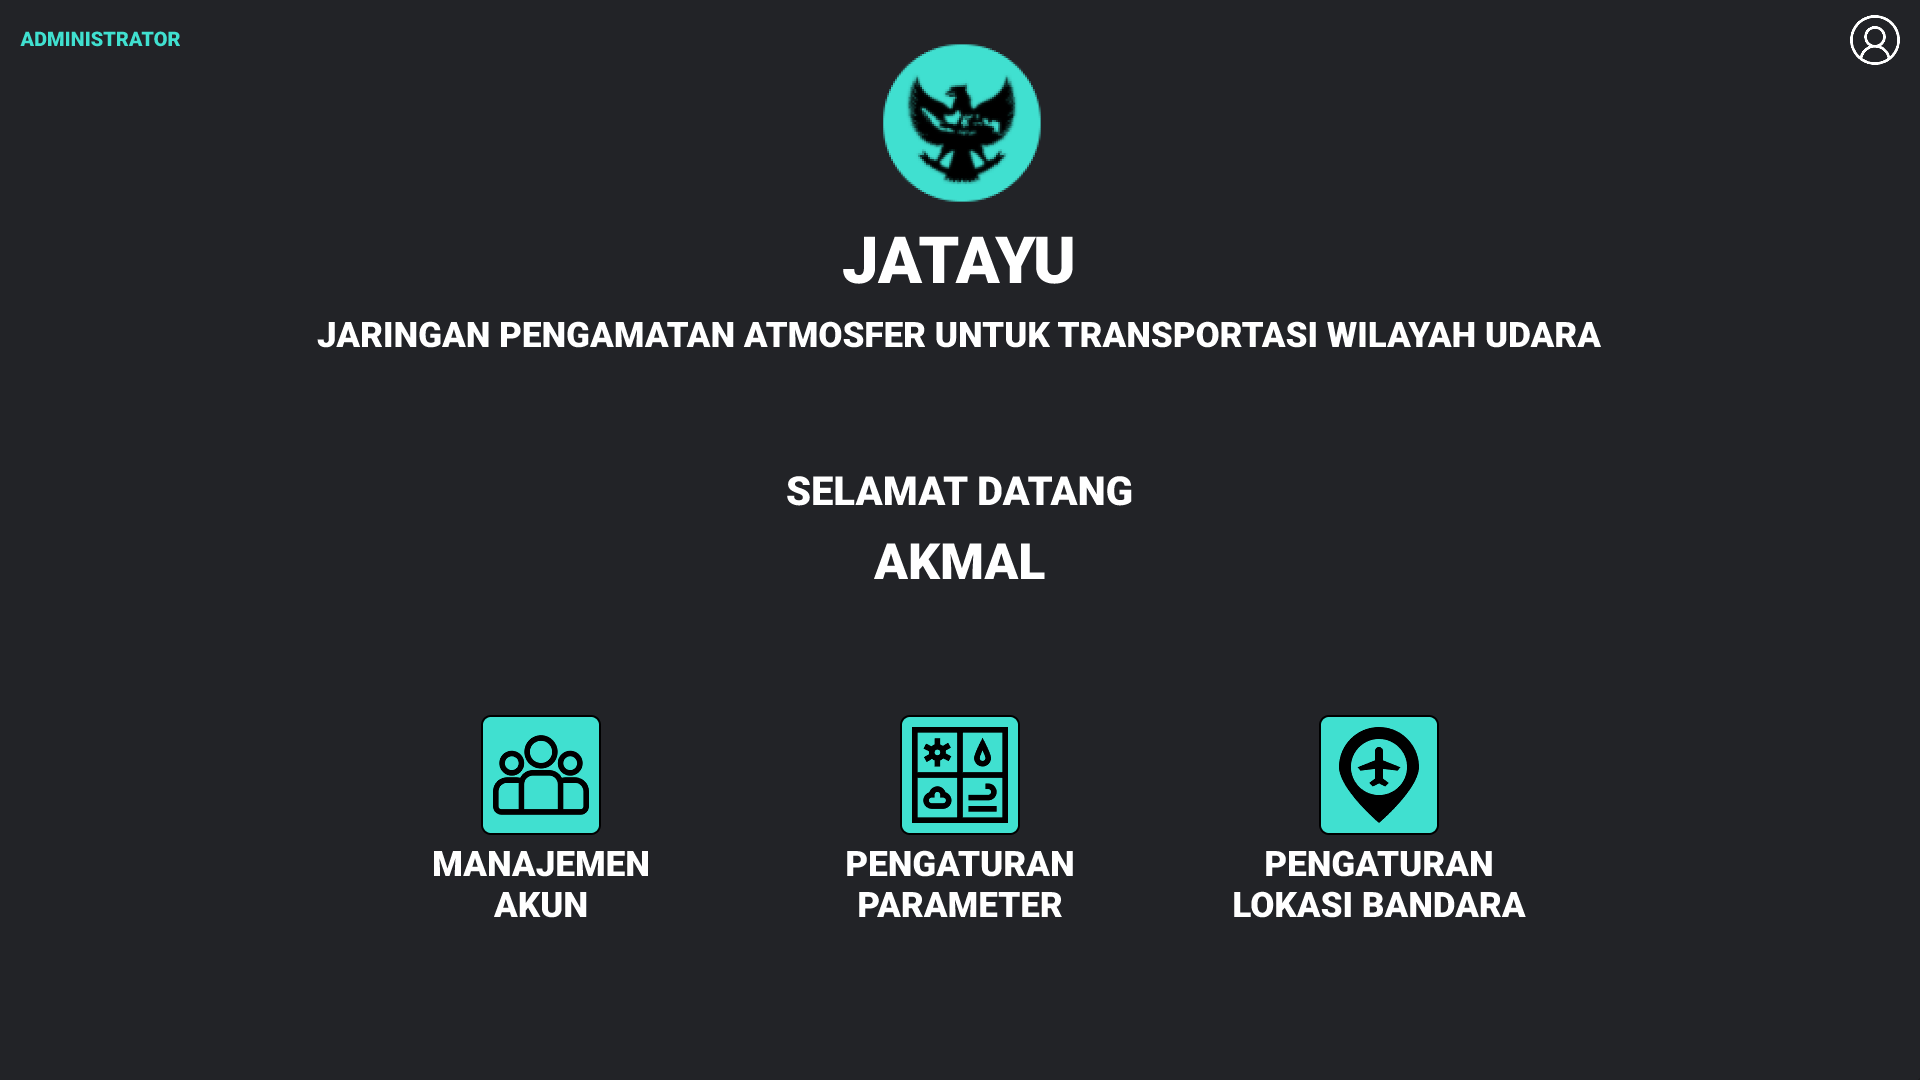 ADMINISTRATOR
JATAYU
JARINGAN PENGAMATAN ATMOSFER UNTUK TRANSPORTASI WILAYAH UDARA
SELAMAT DATANG
AKMAL
MANAJEMEN
AKUN
PENGATURAN
PARAMETER
PENGATURAN
LOKASI BANDARA